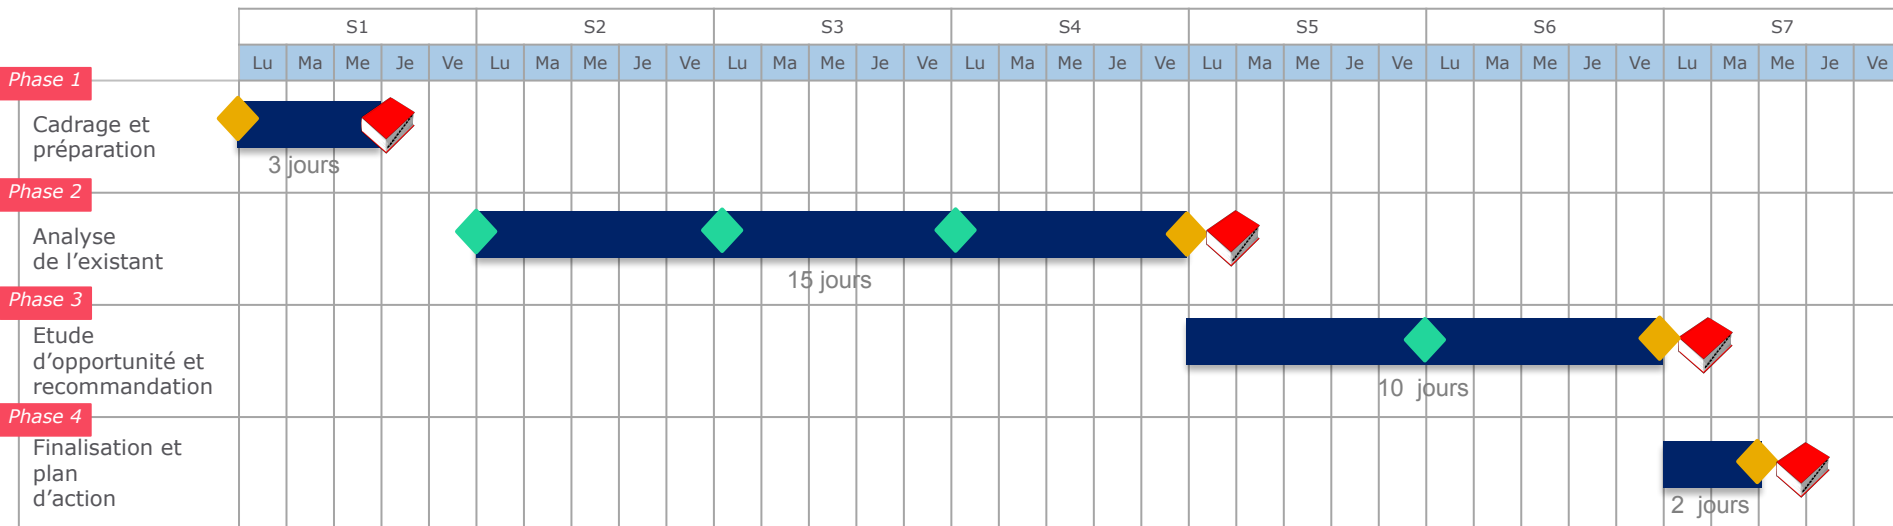 S1 S2 S3 S4 S5 S6 S7
Lu Ma Me Je Ve Lu Ma Me Je Ve Lu Ma Me Je Ve Lu Ma Me Je Ve Lu Ma Me Je Ve Lu Ma Me Je Ve Lu Ma Me Je Ve
Phase 1
Cadrage et
préparation
3 jours
Phase 2
Analyse
de l’existant
15 jours
Phase 3
Etude
d’opportunité et
recommandation
10 jours
Phase 4
Finalisation et
plan
d’action
2 jours